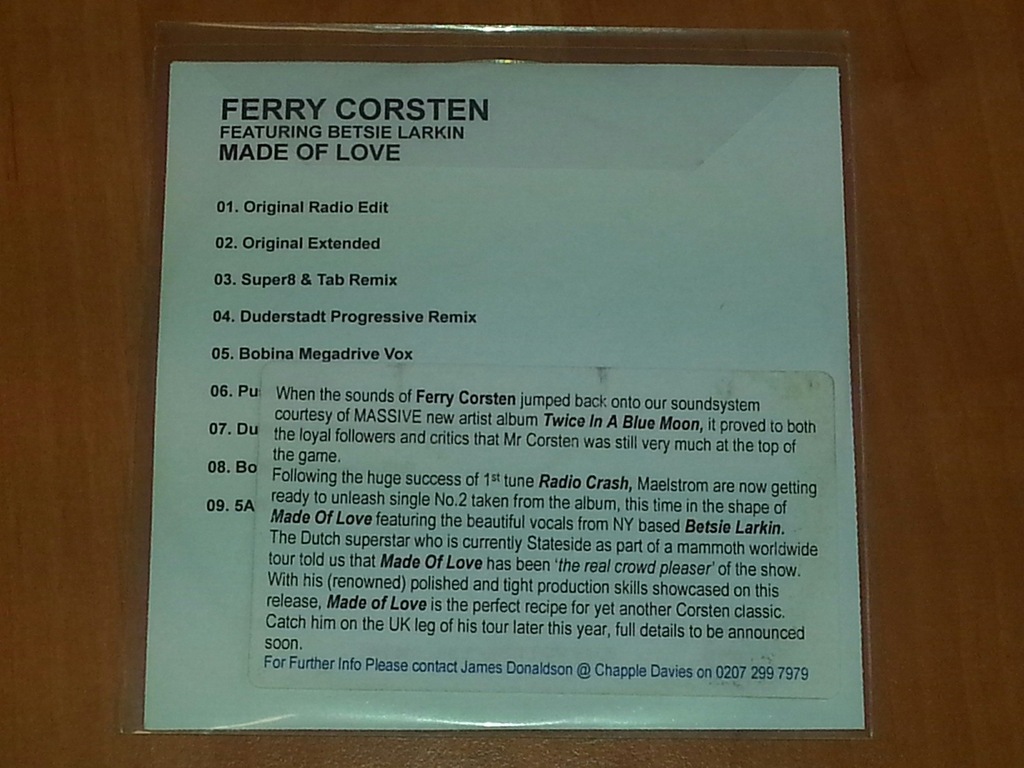 FERRY CORSTEN
FEATURING BETSIE LARKIN
MADE OF LOVE
01. Original Radio Edit
02. Original Extended
03. Super8 & Tab Remix
04. Duderstadt Progressive Remix
05. Bobina Megadrive Vox
06. Pu
07. Du
08. Bo
09. 5A
When the sounds of Ferry Corsten jumped back onto our soundsystem
courtesy of MASSIVE new artist album Twice In A Blue Moon, it proved to both
the loyal followers and critics that Mr Corsten was still very much at the top of
the game.
Following the huge success of 1st tune Radio Crash, Maelstrom are now getting
ready to unleash single No.2 taken from the album, this time in the shape of
Made Of Love featuring the beautiful vocals from NY based Betsie Larkin.
The Dutch superstar who is currently Stateside as part of a mammoth worldwide
tour told us that Made Of Love has been 'the real crowd pleaser' of the show.
With his (renowned) polished and tight production skills showcased on this
release, Made of Love is the perfect recipe for yet another Corsten classic.
Catch him on the UK leg of his tour later this year, full details to be announced
soon.
For Further Info Please contact James Donaldson @ Chapple Davies on 0207 299 7979